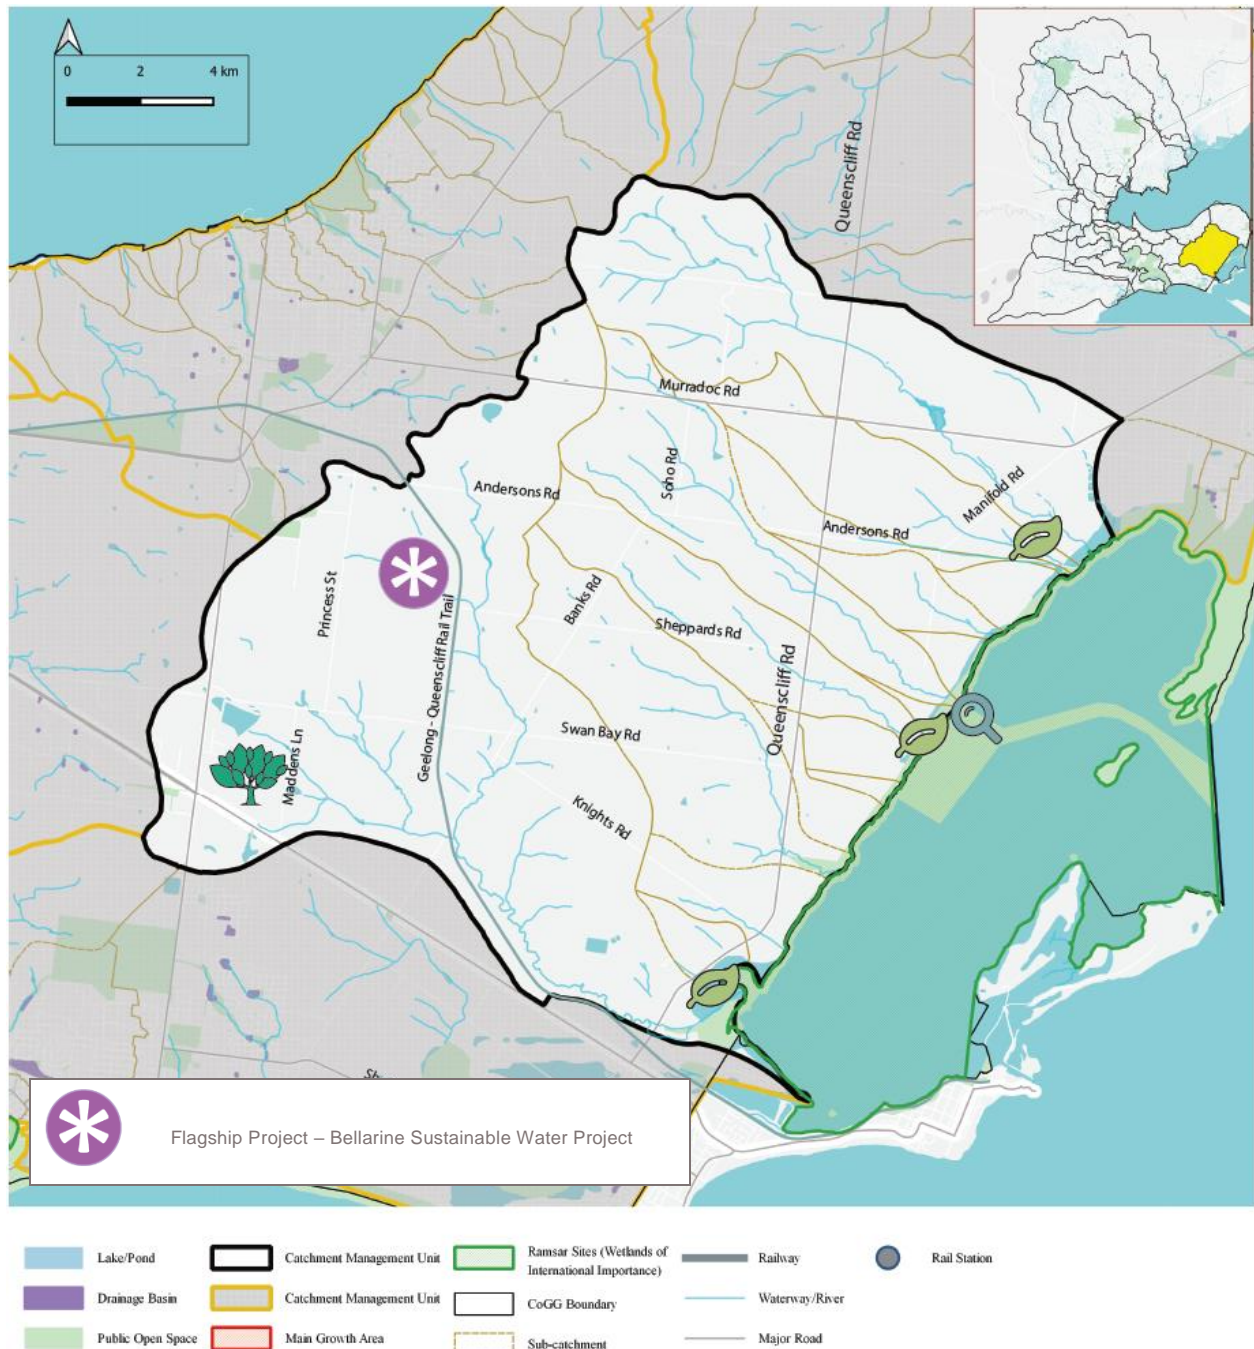 0 2 4 km
Queenscliff Rd
Murradoc Rd
Soho Rd
Andersons Rd
Manifold Rd
Andersons Rd
Princess St
Banks Rd
Geelong - Queenscliff Rail Trail
Sheppards Rd
Queenscliff Rd
Swan Bay Rd
Maddens Ln
Knights Rd
Flagship Project – Bellarine Sustainable Water Project
Lake/Pond
Catchment Management Unit
Ramsar Sites (Wetlands of
International Importance)
Railway
Rail Station
Drainage Basin
Catchment Management Unit
CoGG Boundary
Waterway/River
Public Open Space
Main Growth Area
Sub-catchment
Major Road